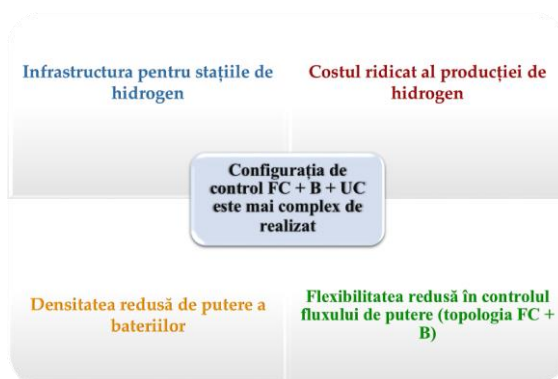 Infrastructura pentru stațiile de
hidrogen
Costul ridicat al producției de
hidrogen
Configurația de
control FC + B + UC
este mai complex de
realizat
Densitatea redusă de putere a
bateriilor
Flexibilitatea redusă în controlul
fluxului de putere (topologia FC +
B)